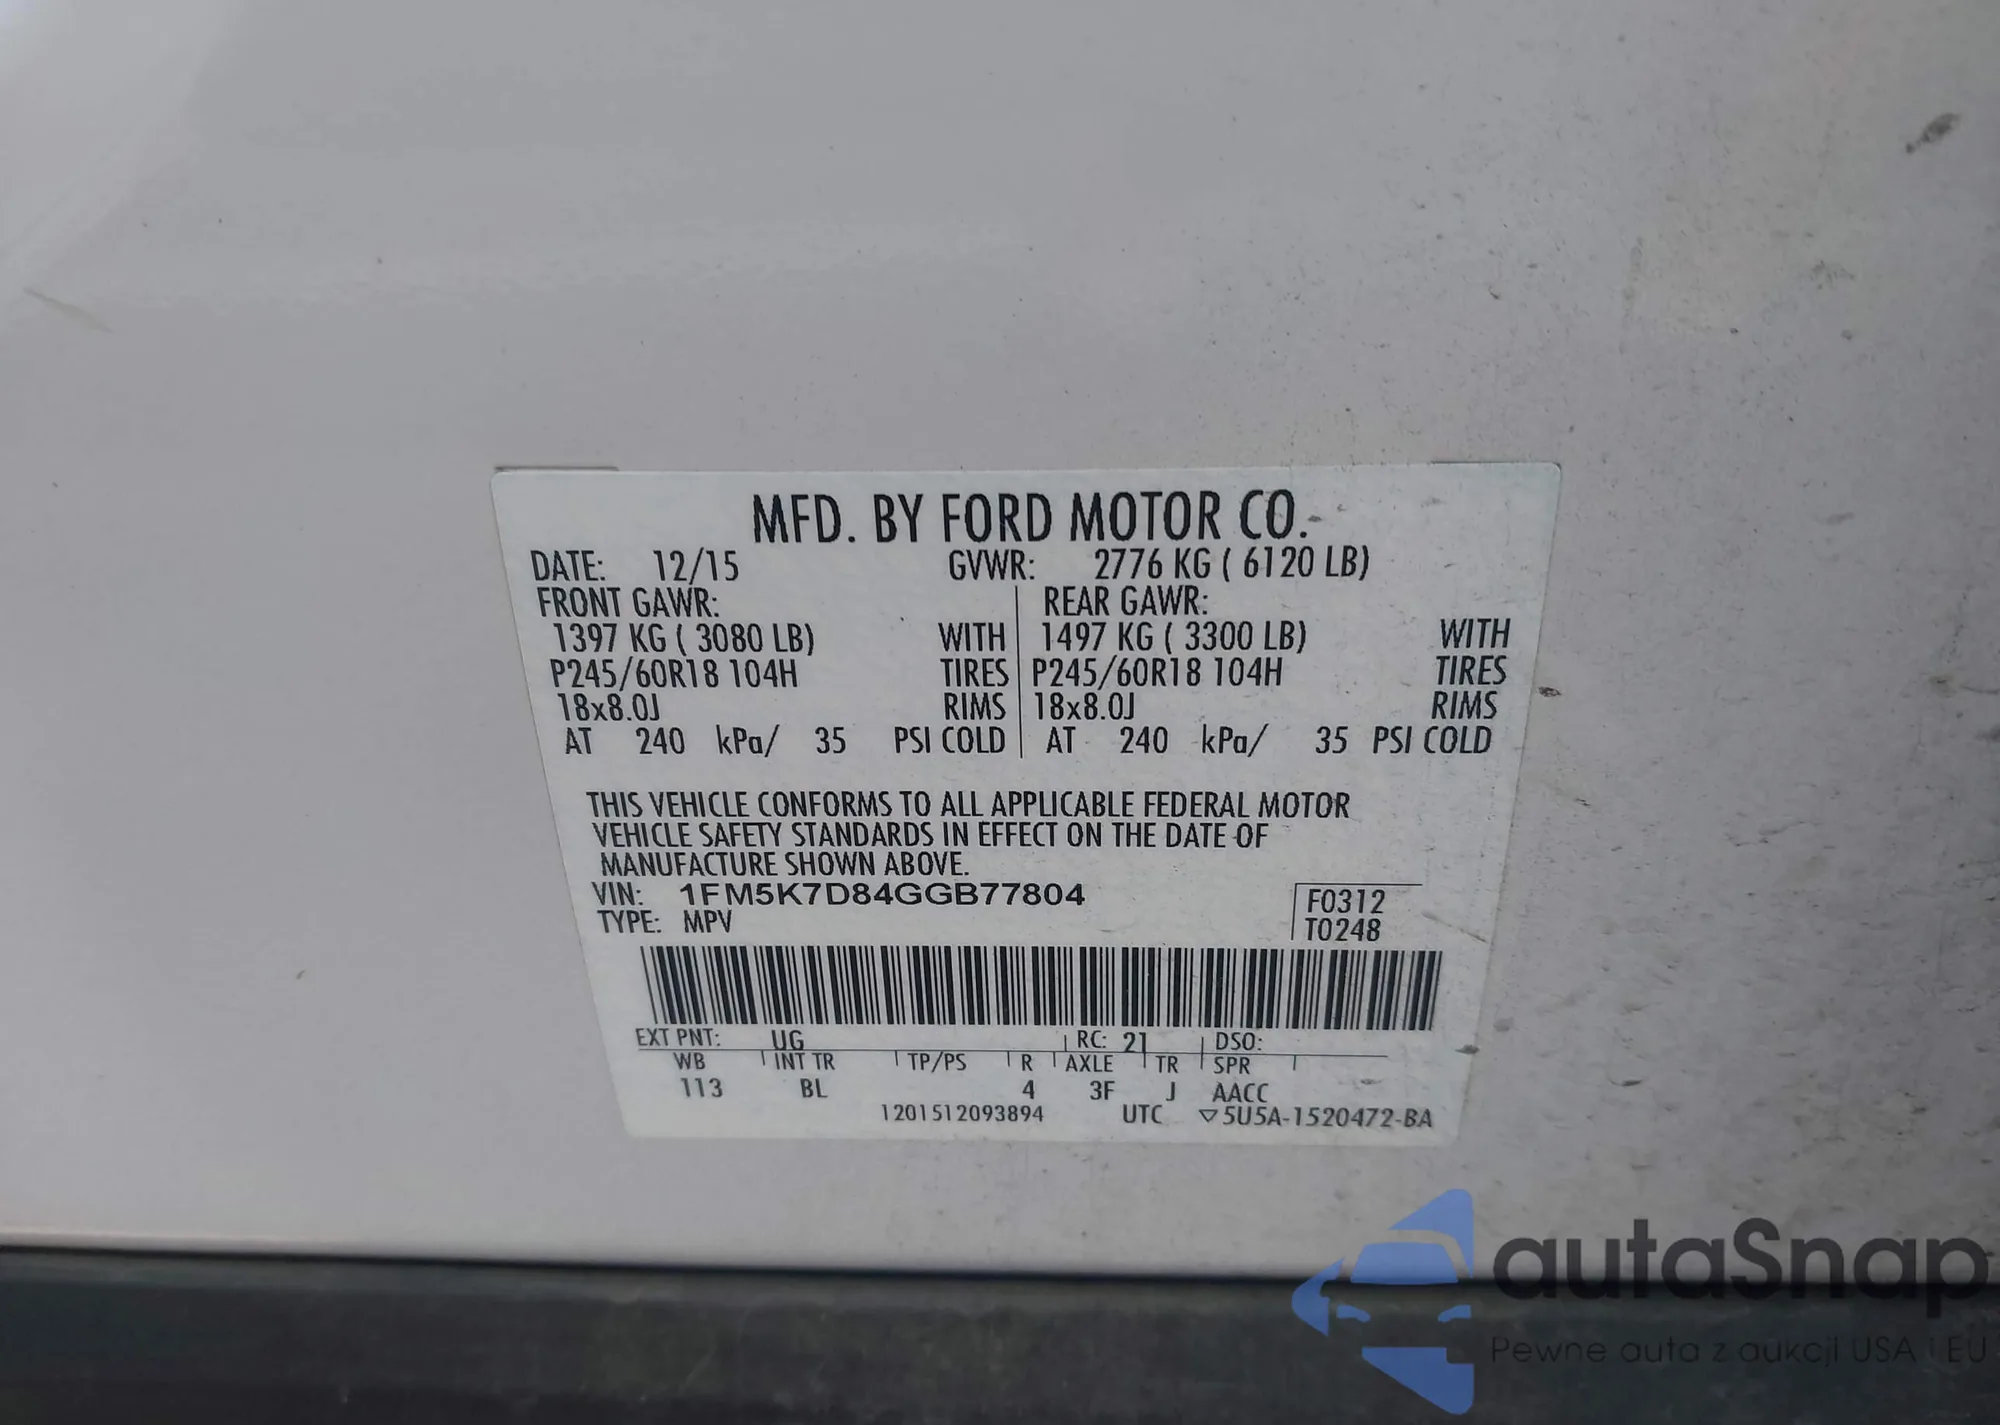 MFD. BY FORD MOTOR CO.
DATE: 12/15 GVWR: 2776 KG ( 6120 LB)
FRONT GAWR: REAR GAWR:
1397 KG ( 3080 LB) WITH 1497 KG ( 3300 LB) WITH
P245/60R18 104H TIRES P245/60R18 104H TIRES
18x8.0J RIMS 18x8.0J RIMS
AT 240 kPa/ 35 PSI COLD AT 240 kPa/ 35 PSI COLD
THIS VEHICLE CONFORMS TO ALL APPLICABLE FEDERAL MOTOR
VEHICLE SAFETY STANDARDS IN EFFECT ON THE DATE OF
MANUFACTURE SHOWN ABOVE.
VIN: 1FM5K7D84GGB77804 F0312
TYPE: MPV T0248
EXT PNT: UG RC: 21 DSO:
WB INT TR TP/PS R AXLE TR SPR
113 BL 4 3F J AACC
1201512093894 UTC ▽5U5A-1520472-BA
autaSnap
Pewne auta z aukcji USA i EU